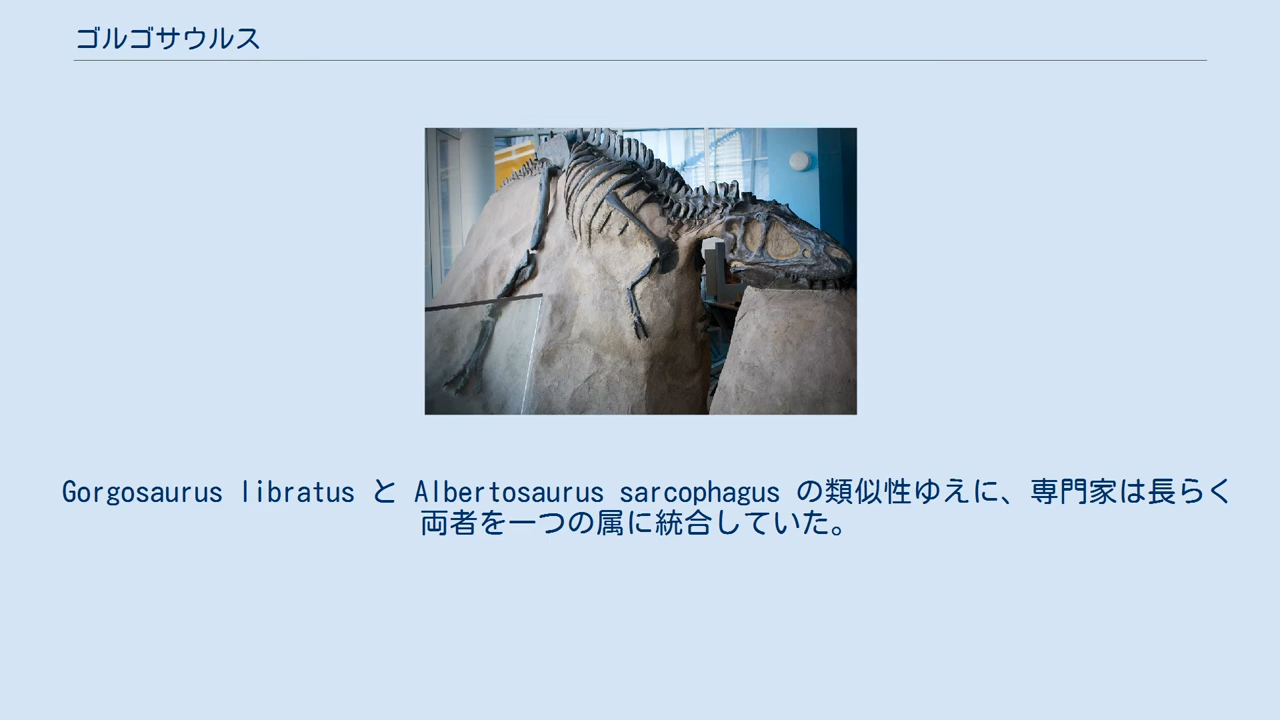 ゴルゴサウルス
Gorgosaurus libratus と Albertosaurus sarcophagus の類似性ゆえに、専門家は長らく
両者を一つの属に統合していた。